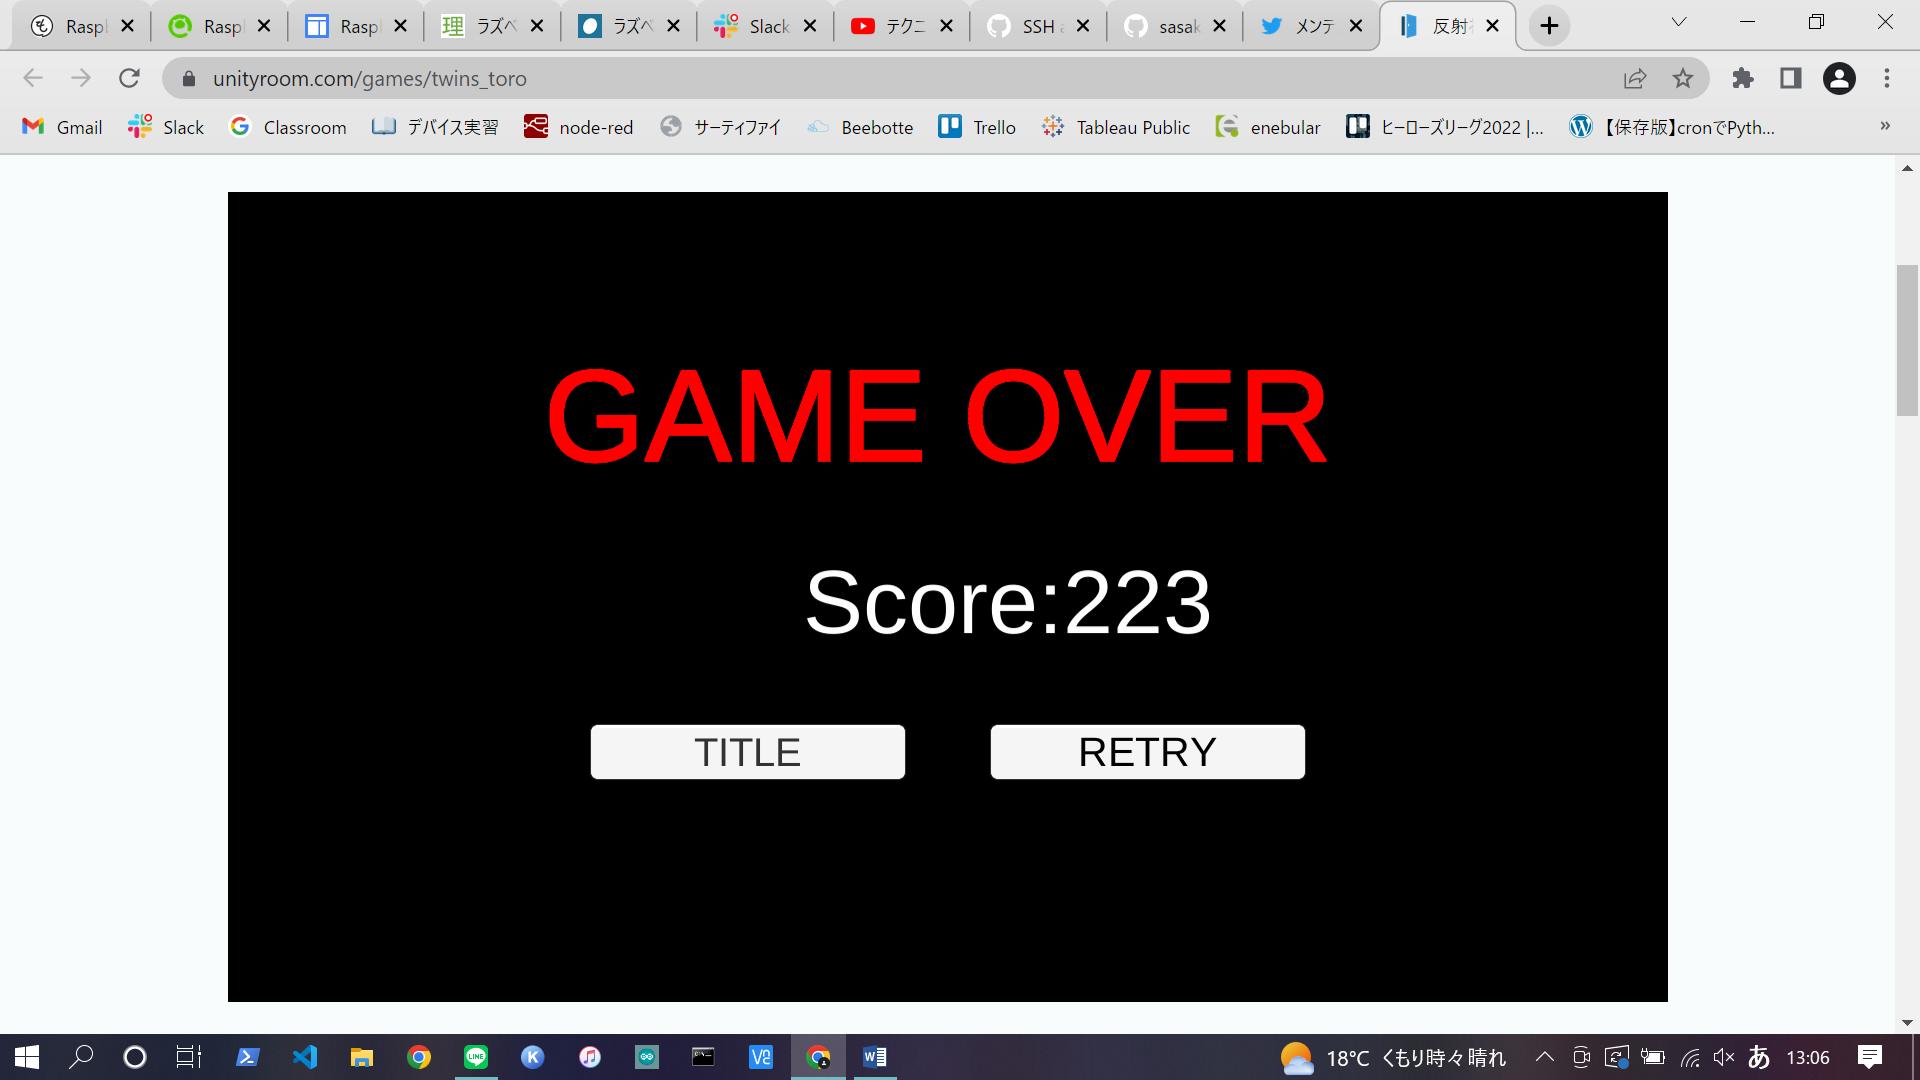 Rasp
Rasp
Rasp
ラズベ
ラズベ
Slack
テクニ
SSH a
sasak
メンテ
反射
unityroom.com/games/twins_toro
Gmail
Slack
Classroom
デバイス実習
node-red
サーティファイ
Beebotte
Trello
Tableau Public
enebular
ヒーローズリーグ2022 |...
【保存版】cronでPyth...
GAME OVER
Score:223
TITLE RETRY
18°C くもり時々晴れ
あ
13:06